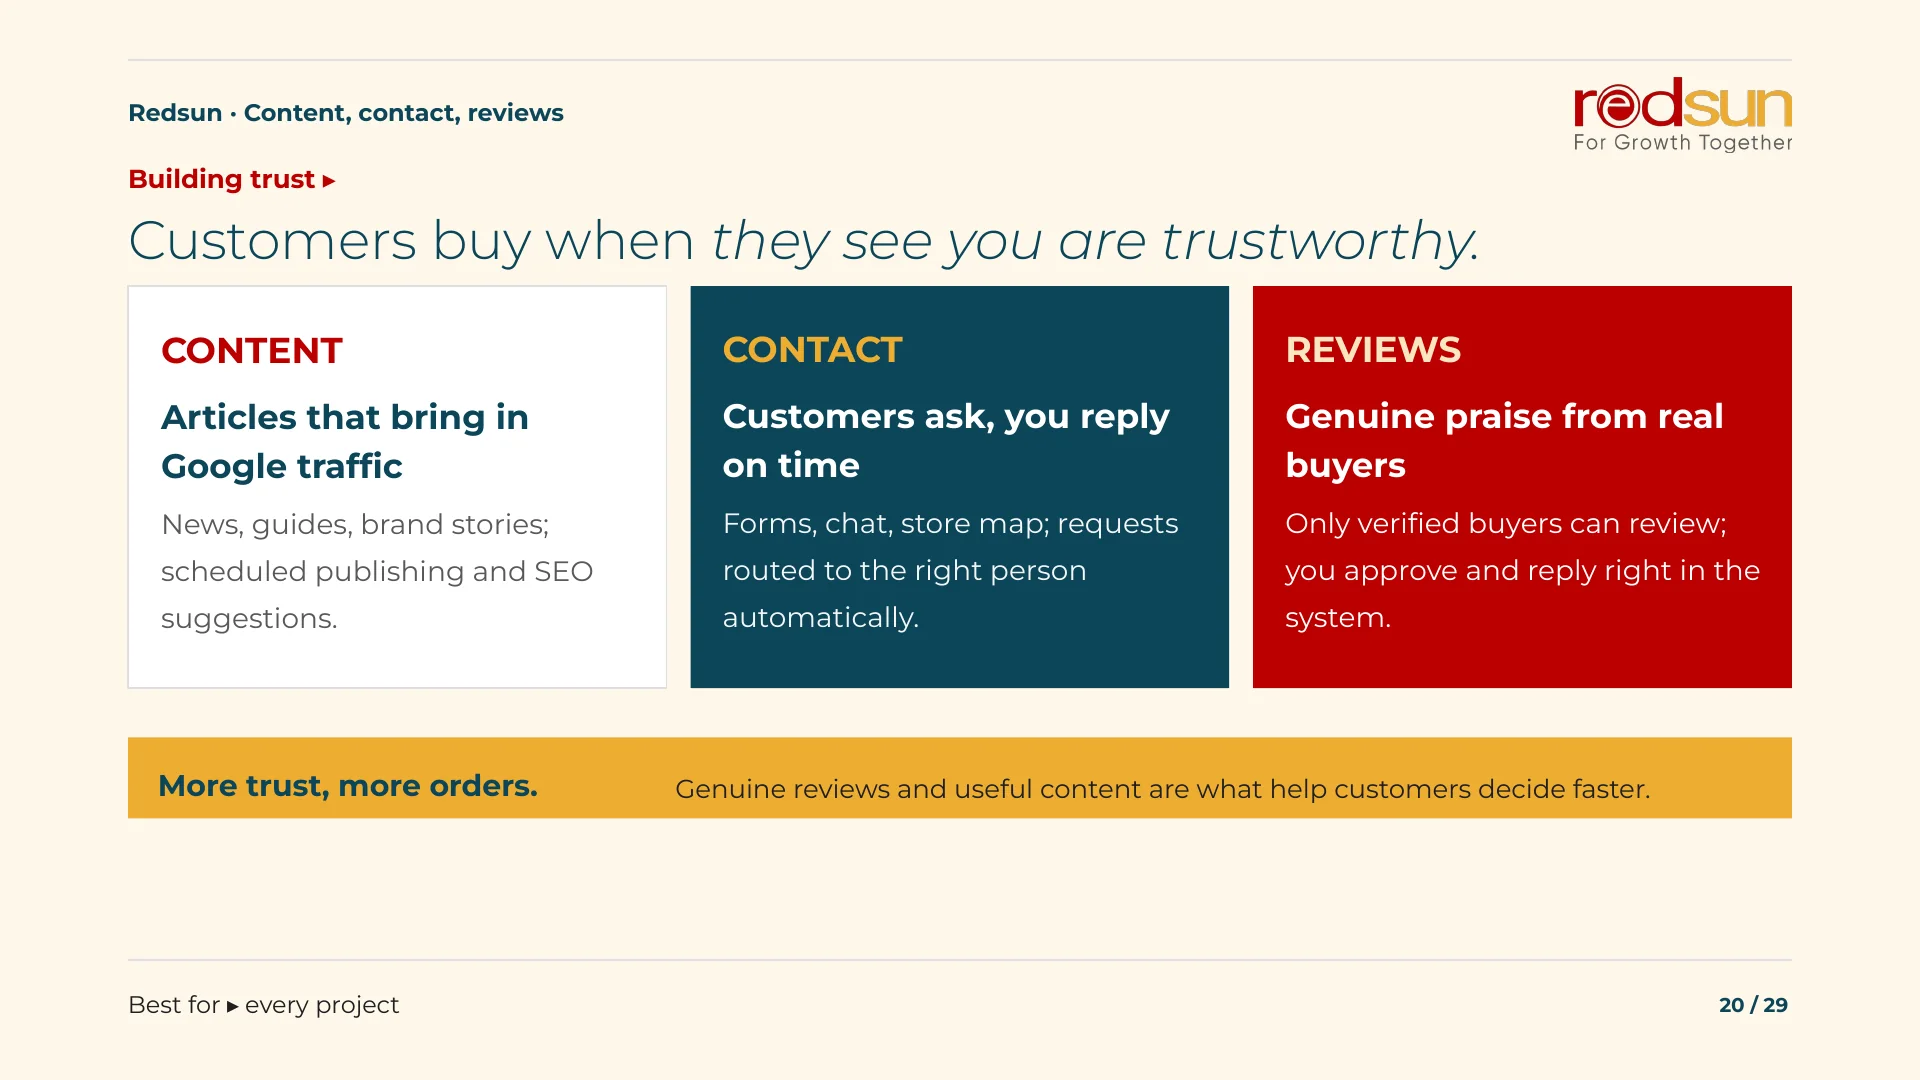 Redsun · Content, contact, reviews
redsun
For Growth Together
Building trust ▸
Customers buy when they see you are trustworthy.
CONTENT
Articles that bring in
Google traffic
News, guides, brand stories;
scheduled publishing and SEO
suggestions.
CONTACT
Customers ask, you reply
on time
Forms, chat, store map; requests
routed to the right person
automatically.
REVIEWS
Genuine praise from real
buyers
Only verified buyers can review;
you approve and reply right in the
system.
More trust, more orders.
Genuine reviews and useful content are what help customers decide faster.
Best for ▸ every project
20 / 29